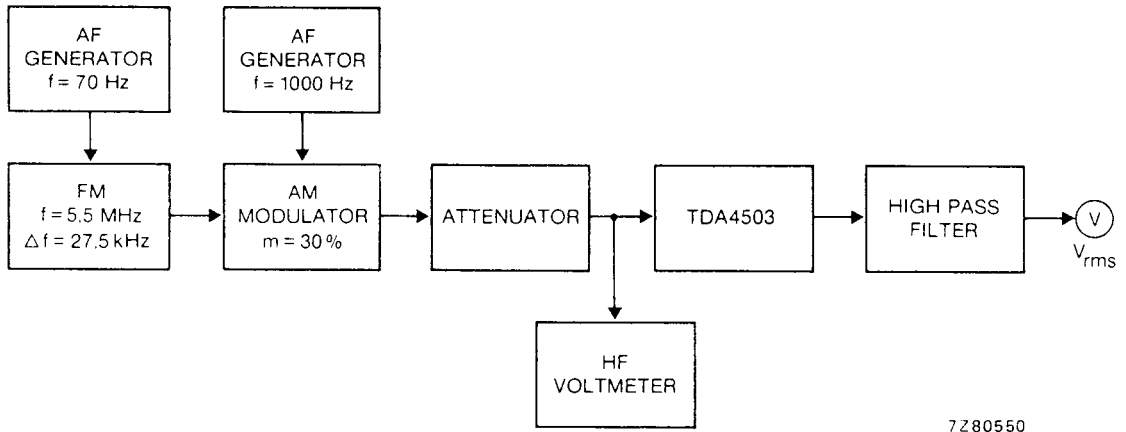 AF
GENERATOR
f = 70 Hz
AF
GENERATOR
f = 1000 Hz
FM
f = 5.5 MHz
Δf = 27.5 kHz
AM
MODULATOR
m = 30%
ATTENUATOR
TDA4503
HIGH PASS
FILTER
V
Vrms
HF
VOLTMETER
7Z80550